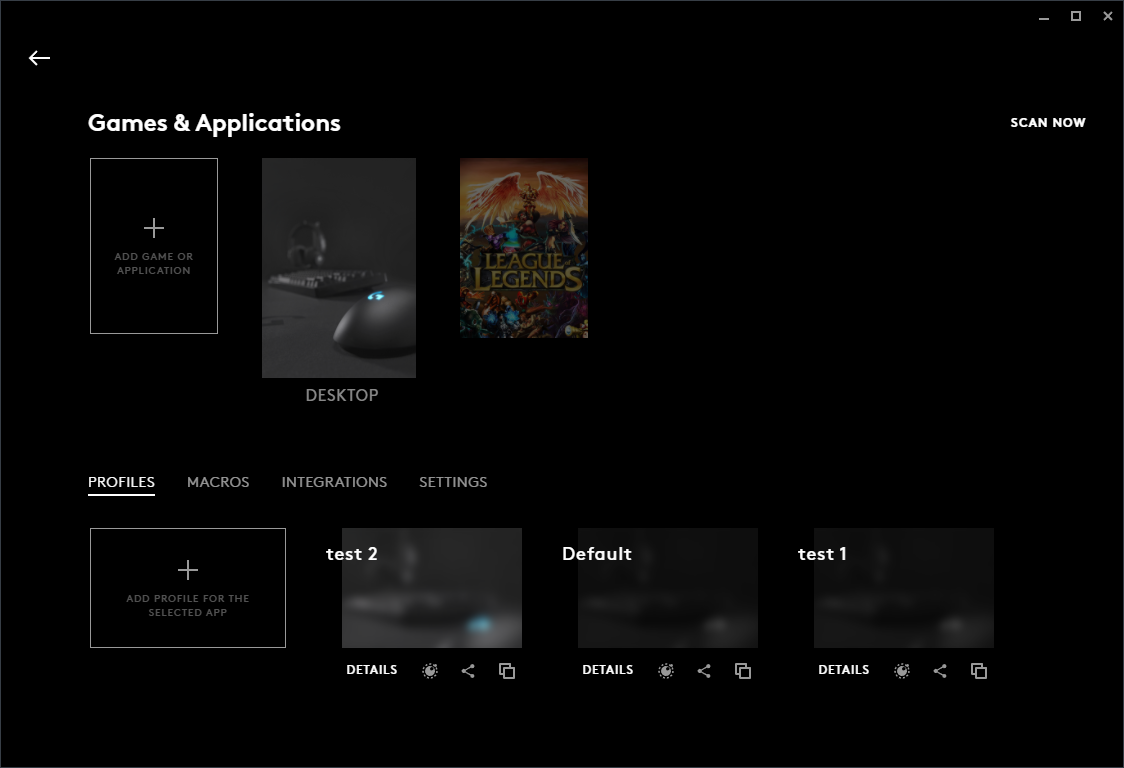 Games & Applications
SCAN NOW
ADD GAME OR
APPLICATION
LEAGUE
LEGENDS
DESKTOP
PROFILES
MACROS
INTEGRATIONS
SETTINGS
ADD PROFILE FOR THE
SELECTED APP
test 2
Default
test 1
DETAILS
DETAILS
DETAILS